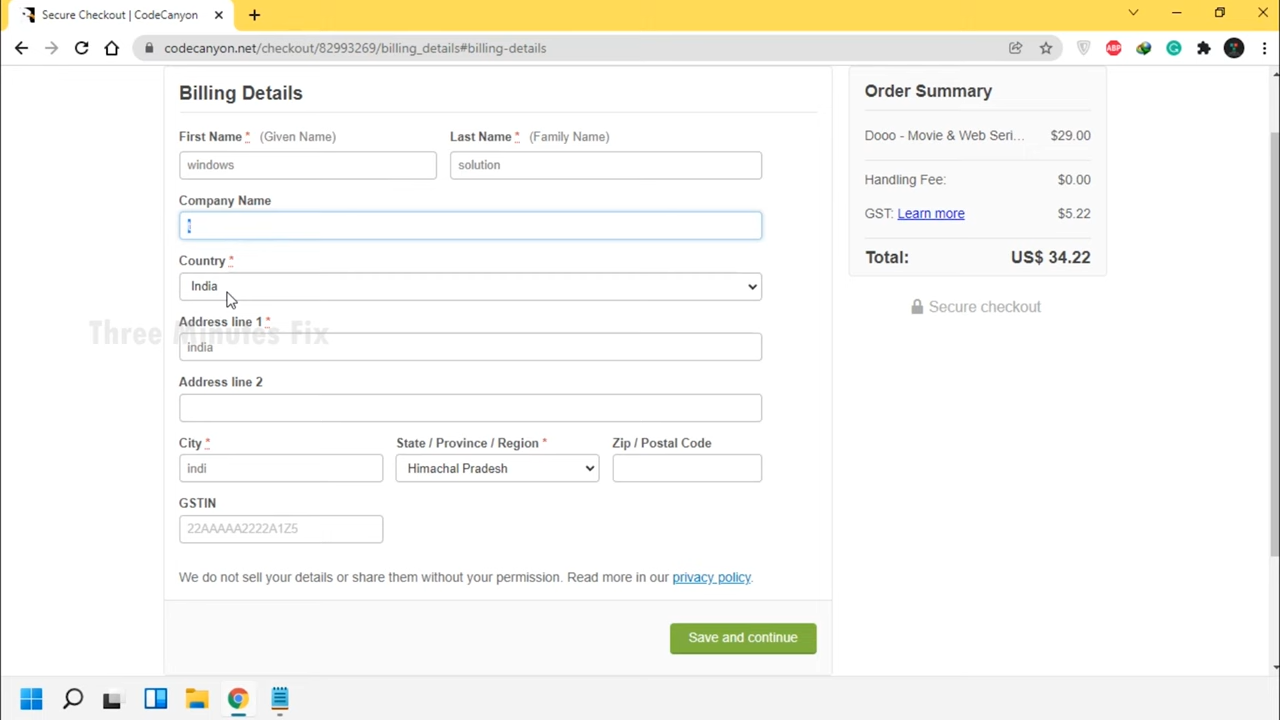 Secure Checkout | CodeCanyon
codecanyon.net/checkout/82993269/billing_details#billing-details
ABP
Billing Details
First Name * (Given Name)
Last Name * (Family Name)
windows
solution
Company Name
Country *
India
Address line 1 *
Three Minutes Fix
india
Address line 2
City *
State / Province / Region *
Zip / Postal Code
indi
Himachal Pradesh
GSTIN
22AAAAA2222A1Z5
We do not sell your details or share them without your permission. Read more in our privacy policy.
Save and continue
Order Summary
Dooo - Movie & Web Seri... $29.00
Handling Fee: $0.00
GST: Learn more $5.22
Total: US$ 34.22
Secure checkout